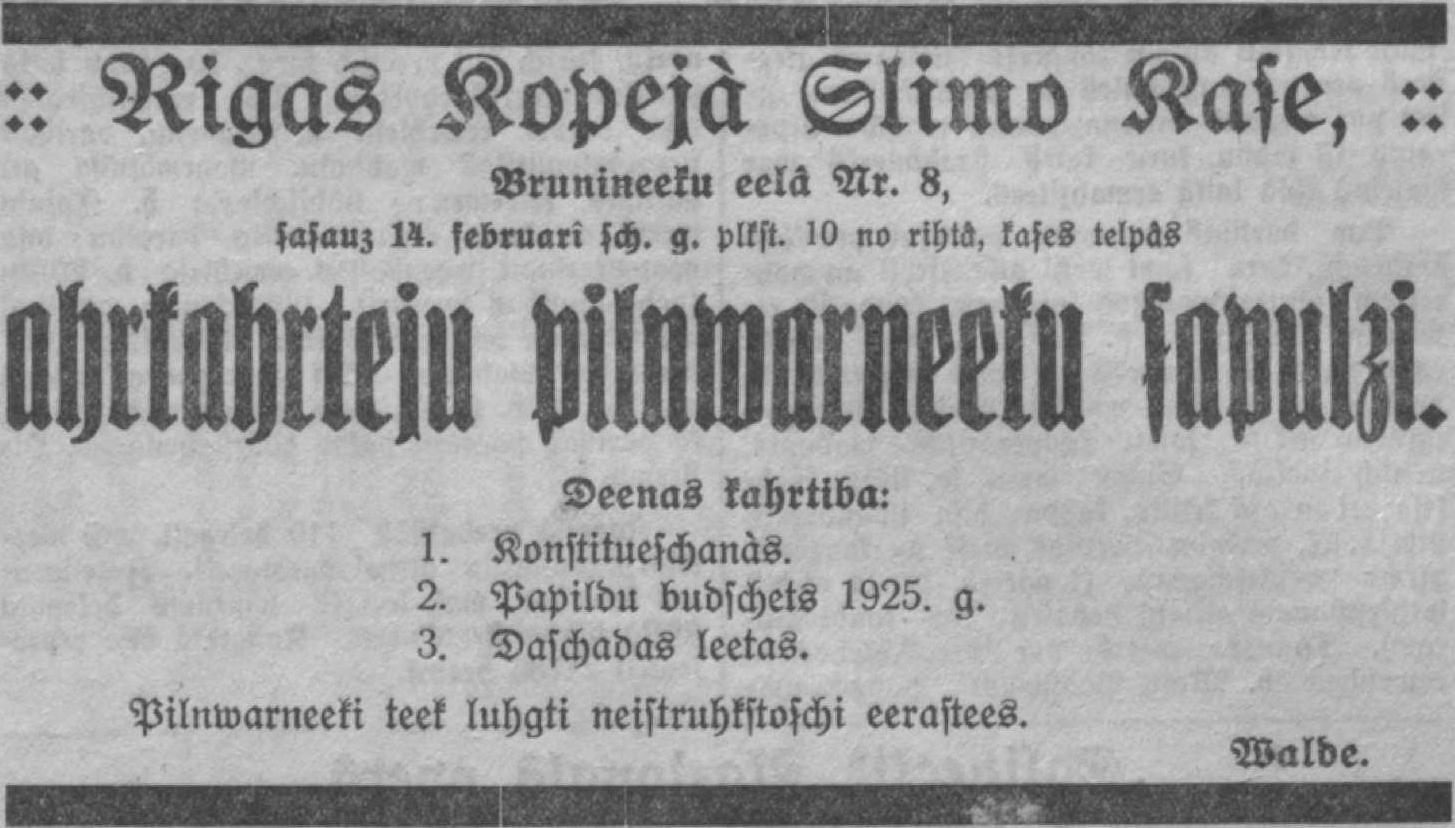 :: Rigas Kopejà Slimo Kaſe, ::
Bruņineeku eelâ Nr. 8,
ſaſauz 14. februarî ſch. g. plkſt. 10 no rihtâ, kaſes telpâs
ahrkahrteju pilnwarneeku ſapulzi.
Deenas kahrtiba:
1. Konſtitueſchanàs.
2. Papildu budſchets 1925. g.
3. Daſchadas leetas.
Pilnwarneeki teek luhgti neiſtruhkſtoſchi eeraſtees.
Walde.